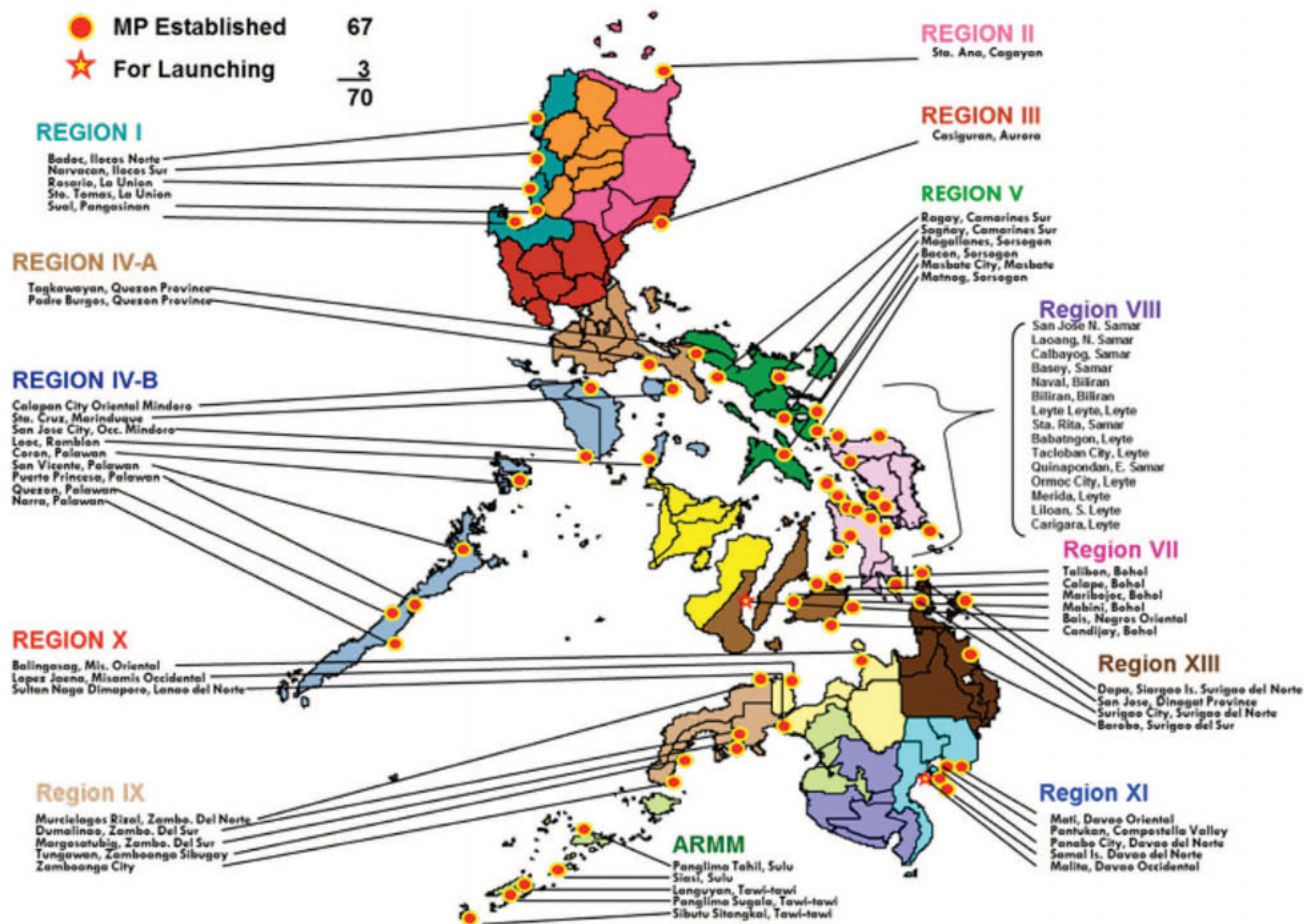 MP Established 67
For Launching 3
70
REGION I
Badoc, Ilocos Norte
Narvacan, Ilocos Sur
Rosario, La Union
Sto. Tomas, La Union
Sual, Pangasinan
REGION II
Sta. Ana, Cagayan
REGION III
Casiguran, Aurora
REGION V
Ragay, Camarines Sur
Sagñay, Camarines Sur
Magallanes, Sorsogon
Bacon, Sorsogon
Masbate City, Masbate
Matnog, Sorsogon
REGION IV-A
Tagkawayan, Quezon Province
Padre Burgos, Quezon Province
Region VIII
San Jose N. Samar
Laoang, N. Samar
Calbayog, Samar
Basey, Samar
Naval, Biliran
Biliran, Biliran
Leyte Leyte, Leyte
Sta. Rita, Samar
Babatngon, Leyte
Tacloban City, Leyte
Quinapondan, E. Samar
Ormoc City, Leyte
Merida, Leyte
Liloan, S. Leyte
Carigara, Leyte
REGION IV-B
Calapan City Oriental Mindoro
Sta. Cruz, Marinduque
San Jose City, Occ. Mindoro
Looc, Romblon
Coron, Palawan
San Vicente, Palawan
Puerto Princesa, Palawan
Quezon, Palawan
Narra, Palawan
Region VII
Talibon, Bohol
Calape, Bohol
Maribojoc, Bohol
Mabini, Bohol
Bais, Negros Oriental
Candijay, Bohol
REGION X
Balingasag, Mis. Oriental
Lopez Jaena, Misamis Occidental
Sultan Naga Dimaporo, Lanao del Norte
Region XIII
Dapa, Siargao Is. Surigao del Norte
San Jose, Dinagat Province
Surigao City, Surigao del Norte
Barobo, Surigao del Sur
Region IX
Murcielagos Rizal, Zambo. Del Norte
Dumalinao, Zambo. Del Sur
Margosatubig, Zambo. Del Sur
Tungawan, Zamboanga Sibugay
Zamboanga City
Region XI
Mati, Davao Oriental
Pantukan, Compostella Valley
Panabo City, Davao del Norte
Samal Is. Davao del Norte
Malita, Davao Occidental
ARMM
Panglima Tahil, Sulu
Siasi, Sulu
Languyan, Tawi-tawi
Panglima Sugala, Tawi-tawi
Sibutu Sitangkai, Tawi-tawi